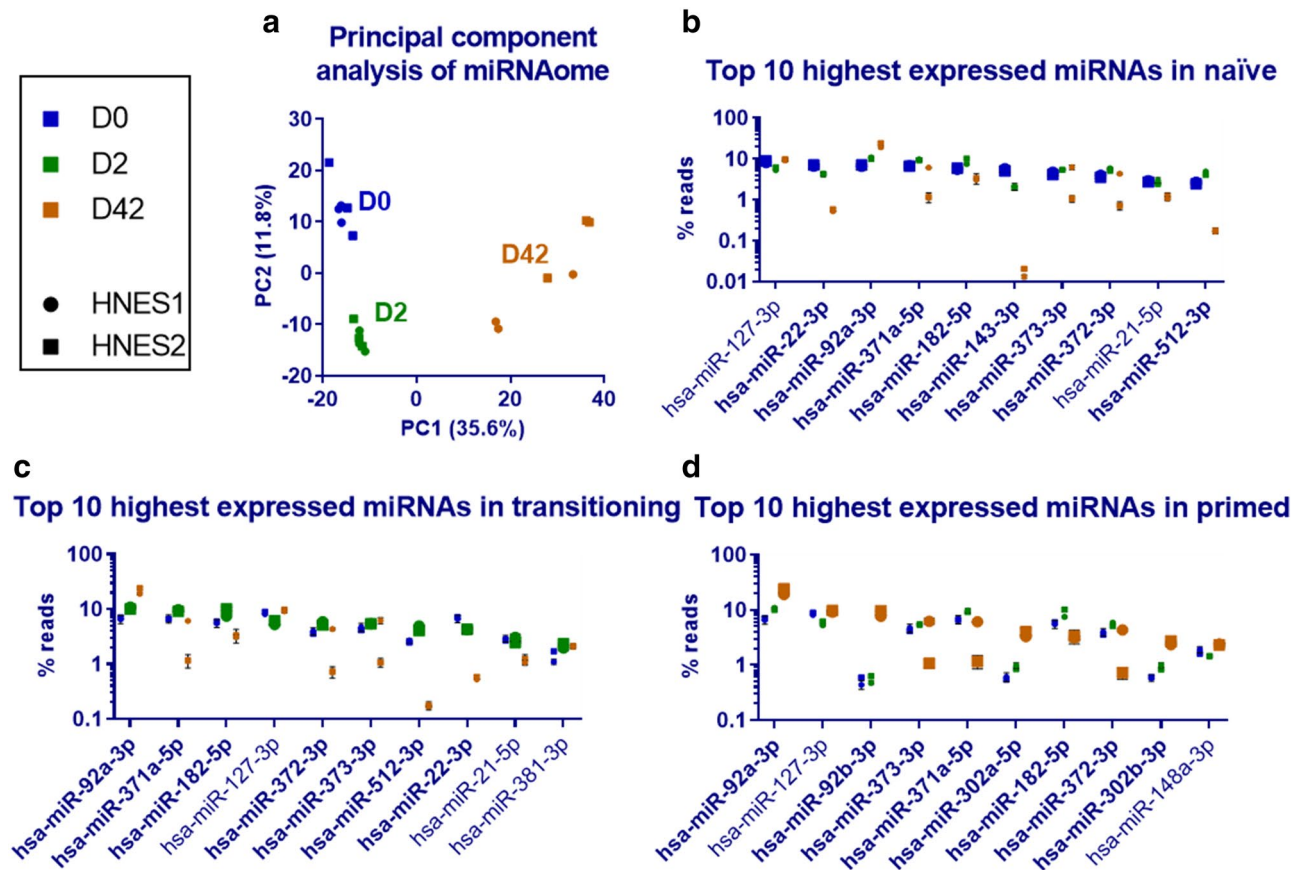 D0
D2
D42
HNES1
HNES2
a
Principal component
analysis of miRNAome
30
20
10
0
-10
-20
PC2 (11.8%)
D0
D42
D2
-20
0
20
40
PC1 (35.6%)
b
Top 10 highest expressed miRNAs in naïve
100
10
1
0.1
0.01
% reads
hsa-miR-127-3p
hsa-miR-22-3p
hsa-miR-92a-3p
hsa-miR-371a-5p
hsa-miR-182-5p
hsa-miR-143-3p
hsa-miR-373-3p
hsa-miR-372-3p
hsa-miR-21-5p
hsa-miR-512-3p
c
Top 10 highest expressed miRNAs in transitioning
100
10
1
0.1
% reads
hsa-miR-92a-3p
hsa-miR-371a-5p
hsa-miR-182-5p
hsa-miR-127-3p
hsa-miR-372-3p
hsa-miR-373-3p
hsa-miR-512-3p
hsa-miR-22-3p
hsa-miR-21-5p
hsa-miR-381-3p
d
Top 10 highest expressed miRNAs in primed
100
10
1
0.1
% reads
hsa-miR-92a-3p
hsa-miR-127-3p
hsa-miR-92b-3p
hsa-miR-373-3p
hsa-miR-371a-5p
hsa-miR-302a-5p
hsa-miR-182-5p
hsa-miR-372-3p
hsa-miR-302b-3p
hsa-miR-148a-3p